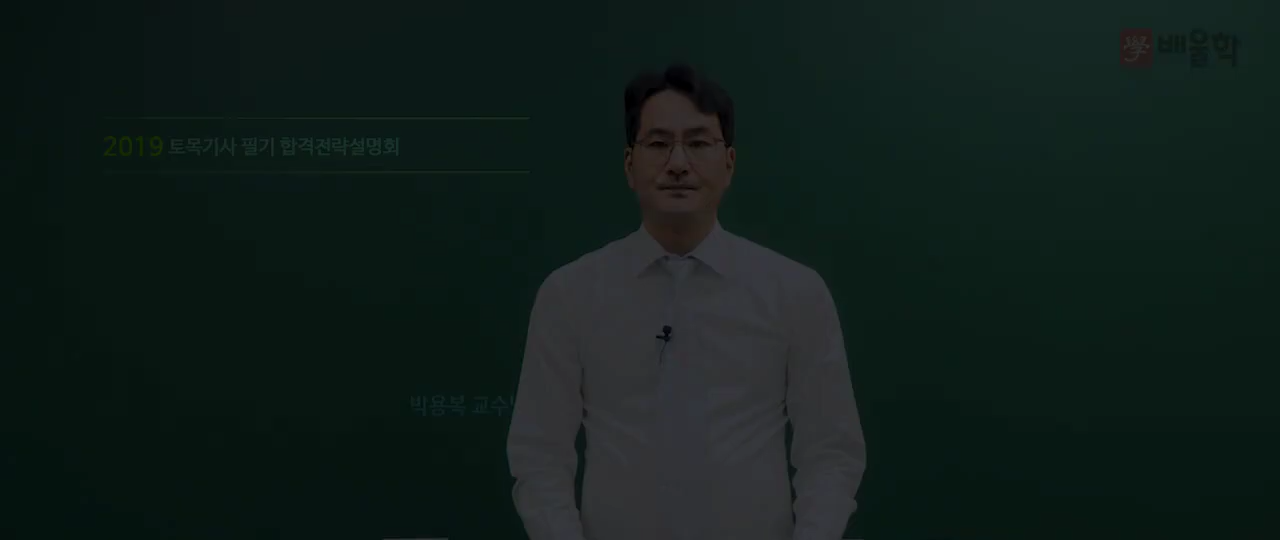 學 배울학
2019 토목기사 필기 합격전략설명회
박용복 교수